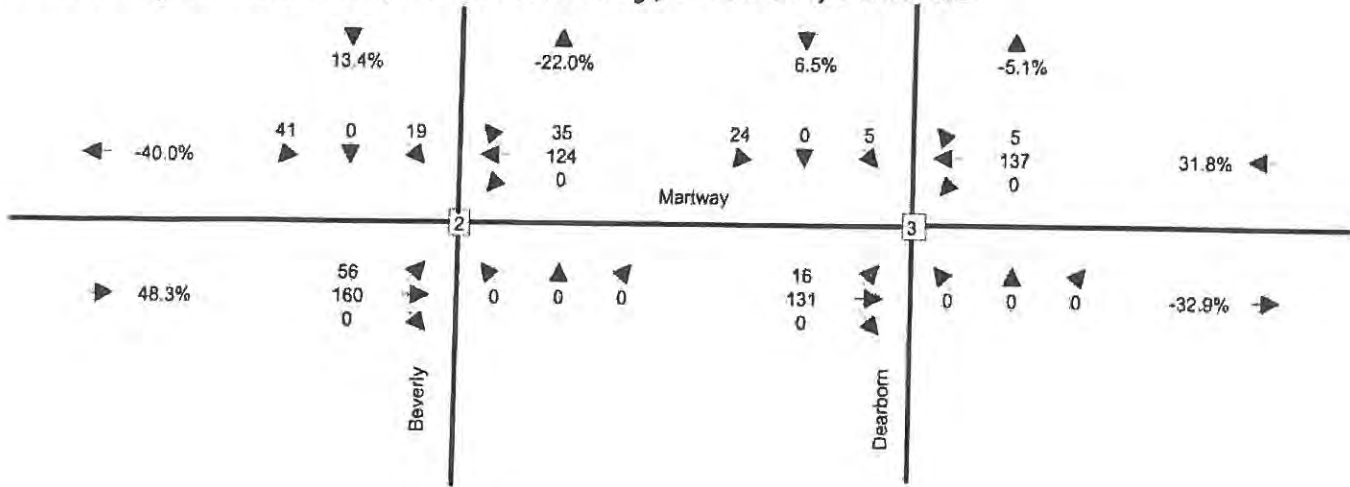 13.4% -22.0% 6.5% -5.1%
41 0 19 35 24 0 5 5
-40.0% 124 137 31.8%
0 0
Martway
2 3
56 16
48.3% 160 0 0 0 131 0 0 0 -32.9%
0 0
Beverly Dearborn